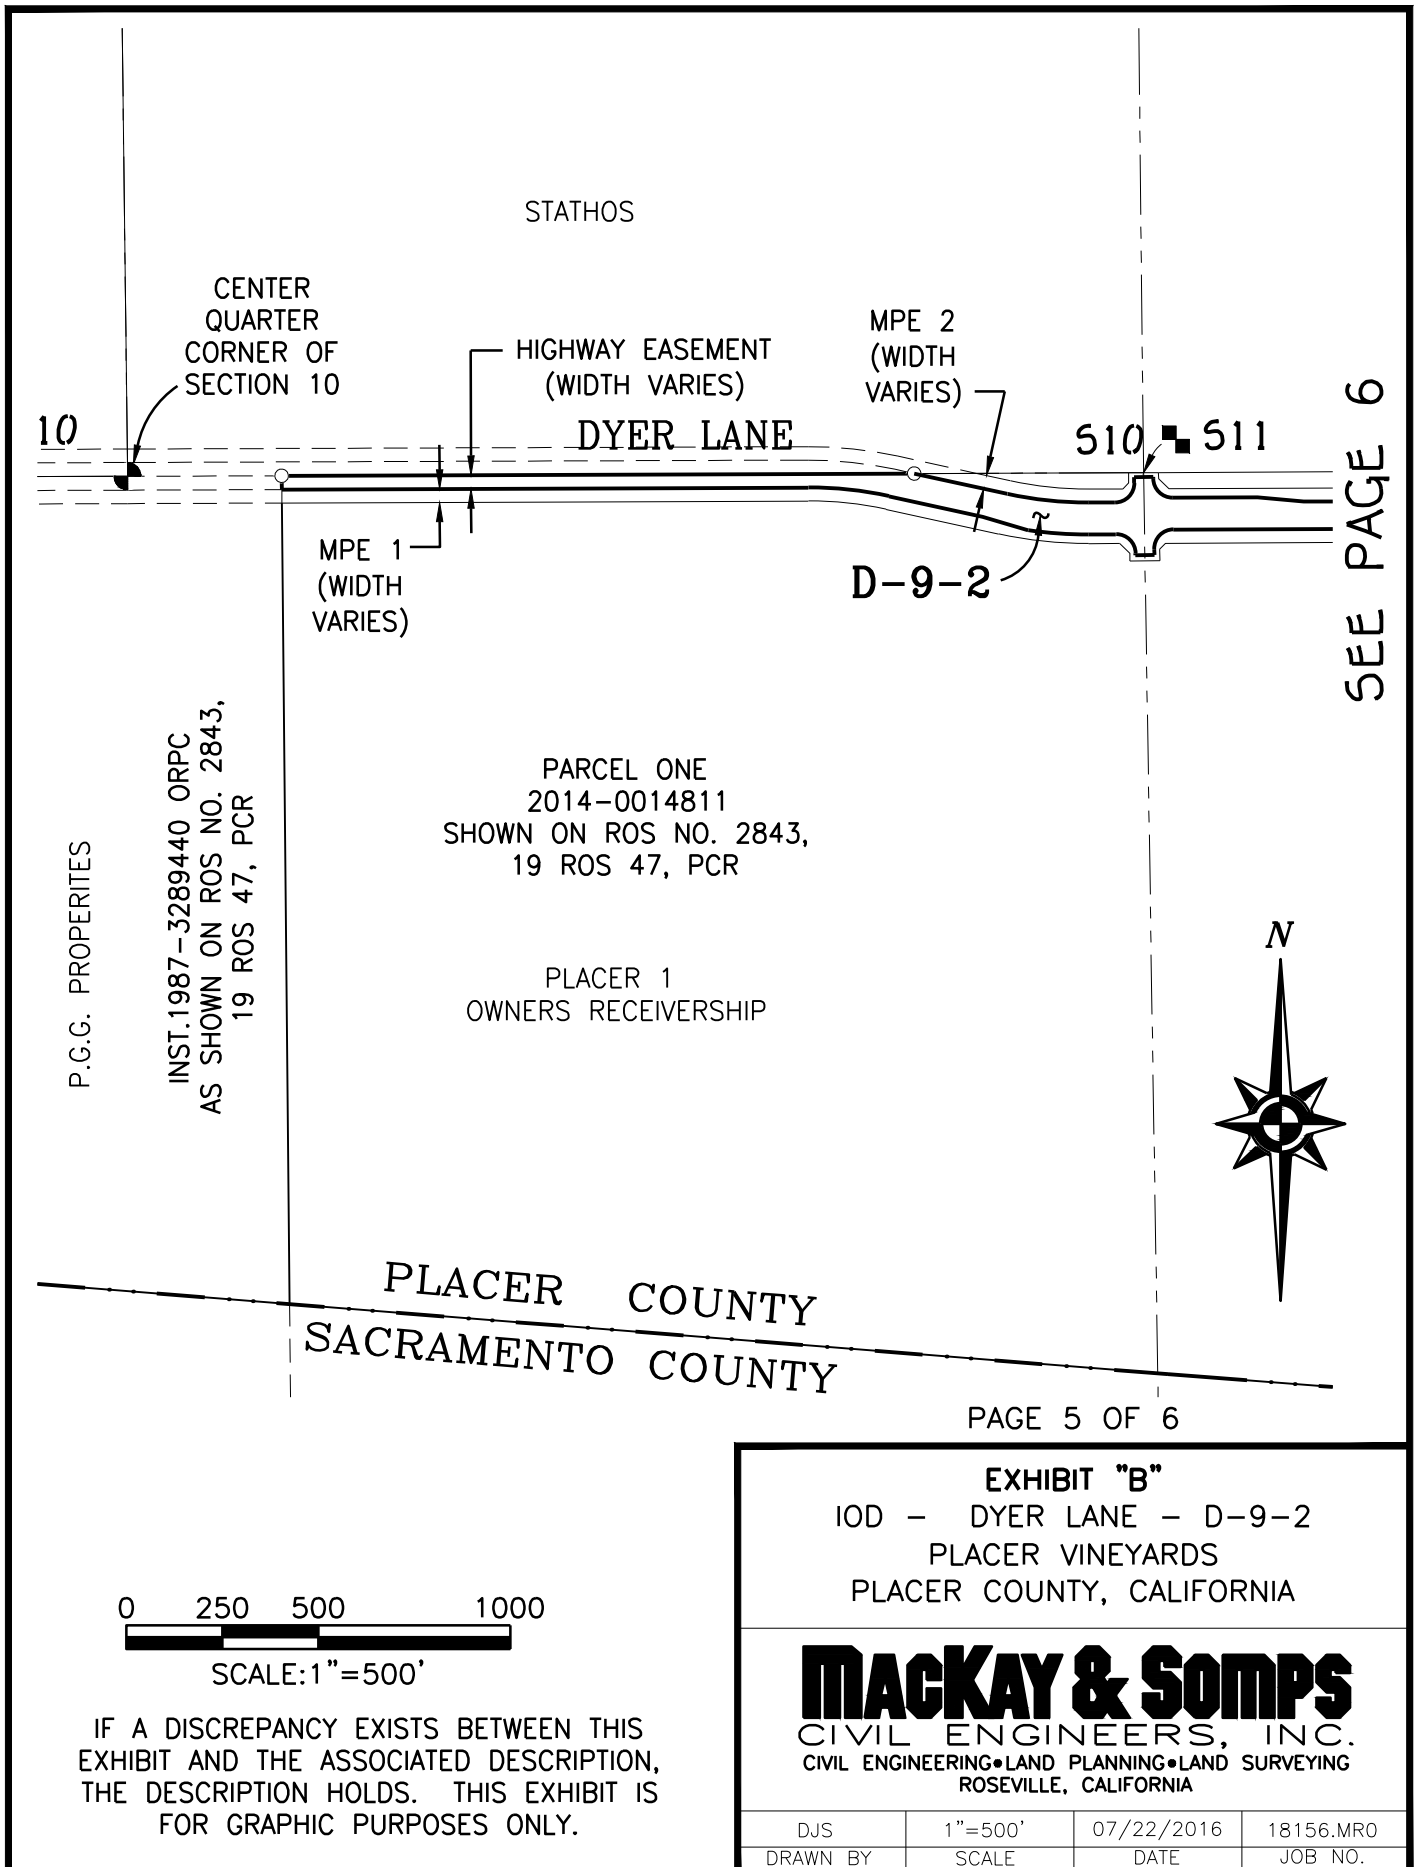 STATHOS
CENTER
QUARTER
CORNER OF
SECTION 10
HIGHWAY EASEMENT
(WIDTH VARIES)
MPE 2
(WIDTH
VARIES)
10
DYER LANE
S10
S11
SEE PAGE 6
MPE 1
(WIDTH
VARIES)
D-9-2
P.G.G. PROPERITES
INST.1987-3289440 ORPC
AS SHOWN ON ROS NO. 2843,
19 ROS 47, PCR
PARCEL ONE
2014-0014811
SHOWN ON ROS NO. 2843,
19 ROS 47, PCR
PLACER 1
OWNERS RECEIVERSHIP
N
PLACER COUNTY
SACRAMENTO COUNTY
PAGE 5 OF 6
EXHIBIT "B"
IOD - DYER LANE - D-9-2
PLACER VINEYARDS
PLACER COUNTY, CALIFORNIA
0 250 500 1000
SCALE:1"=500'
IF A DISCREPANCY EXISTS BETWEEN THIS
EXHIBIT AND THE ASSOCIATED DESCRIPTION,
THE DESCRIPTION HOLDS. THIS EXHIBIT IS
FOR GRAPHIC PURPOSES ONLY.
MACKAY & SOMPS
CIVIL ENGINEERS, INC.
CIVIL ENGINEERING•LAND PLANNING•LAND SURVEYING
ROSEVILLE, CALIFORNIA
DJS 1"=500' 07/22/2016 18156.MR0
DRAWN BY SCALE DATE JOB NO.